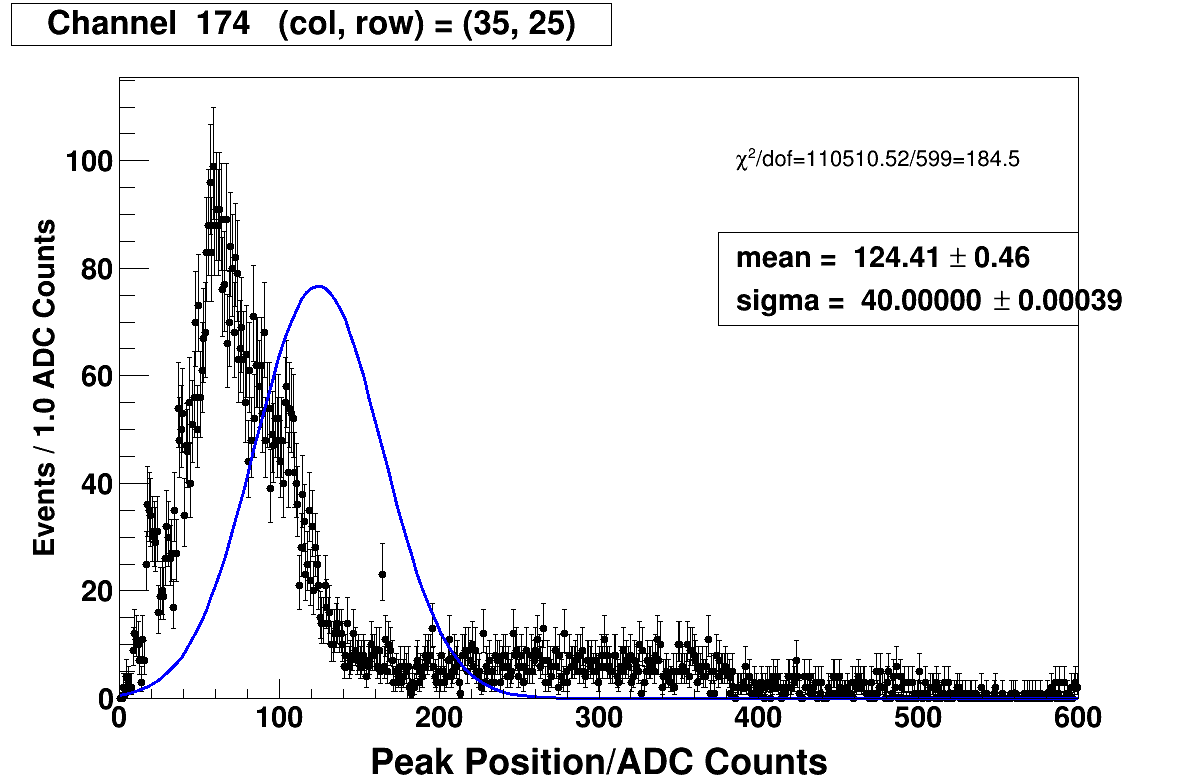 Channel 174 (col, row) = (35, 25)
χ²/dof=110510.52/599=184.5
mean = 124.41 ± 0.46
sigma = 40.00000 ± 0.00039
Events / 1.0 ADC Counts
100
80
60
40
20
0
0 100 200 300 400 500 600
Peak Position/ADC Counts